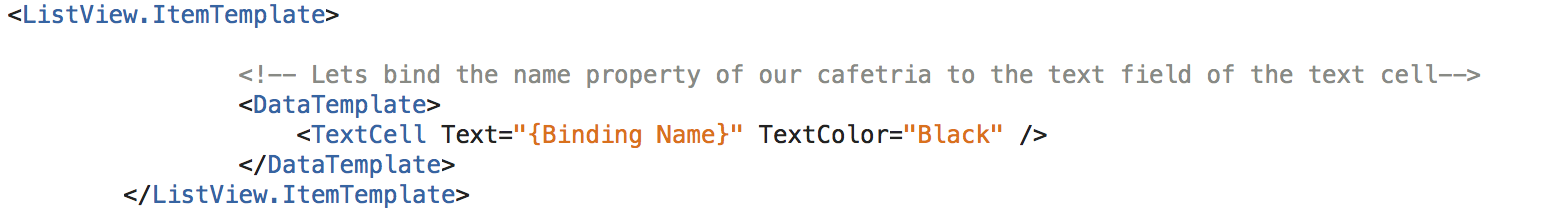 <ListView.ItemTemplate>
<!-- Lets bind the name property of our cafetria to the text field of the text cell-->
<DataTemplate>
<TextCell Text="{Binding Name}" TextColor="Black" />
</DataTemplate>
</ListView.ItemTemplate>